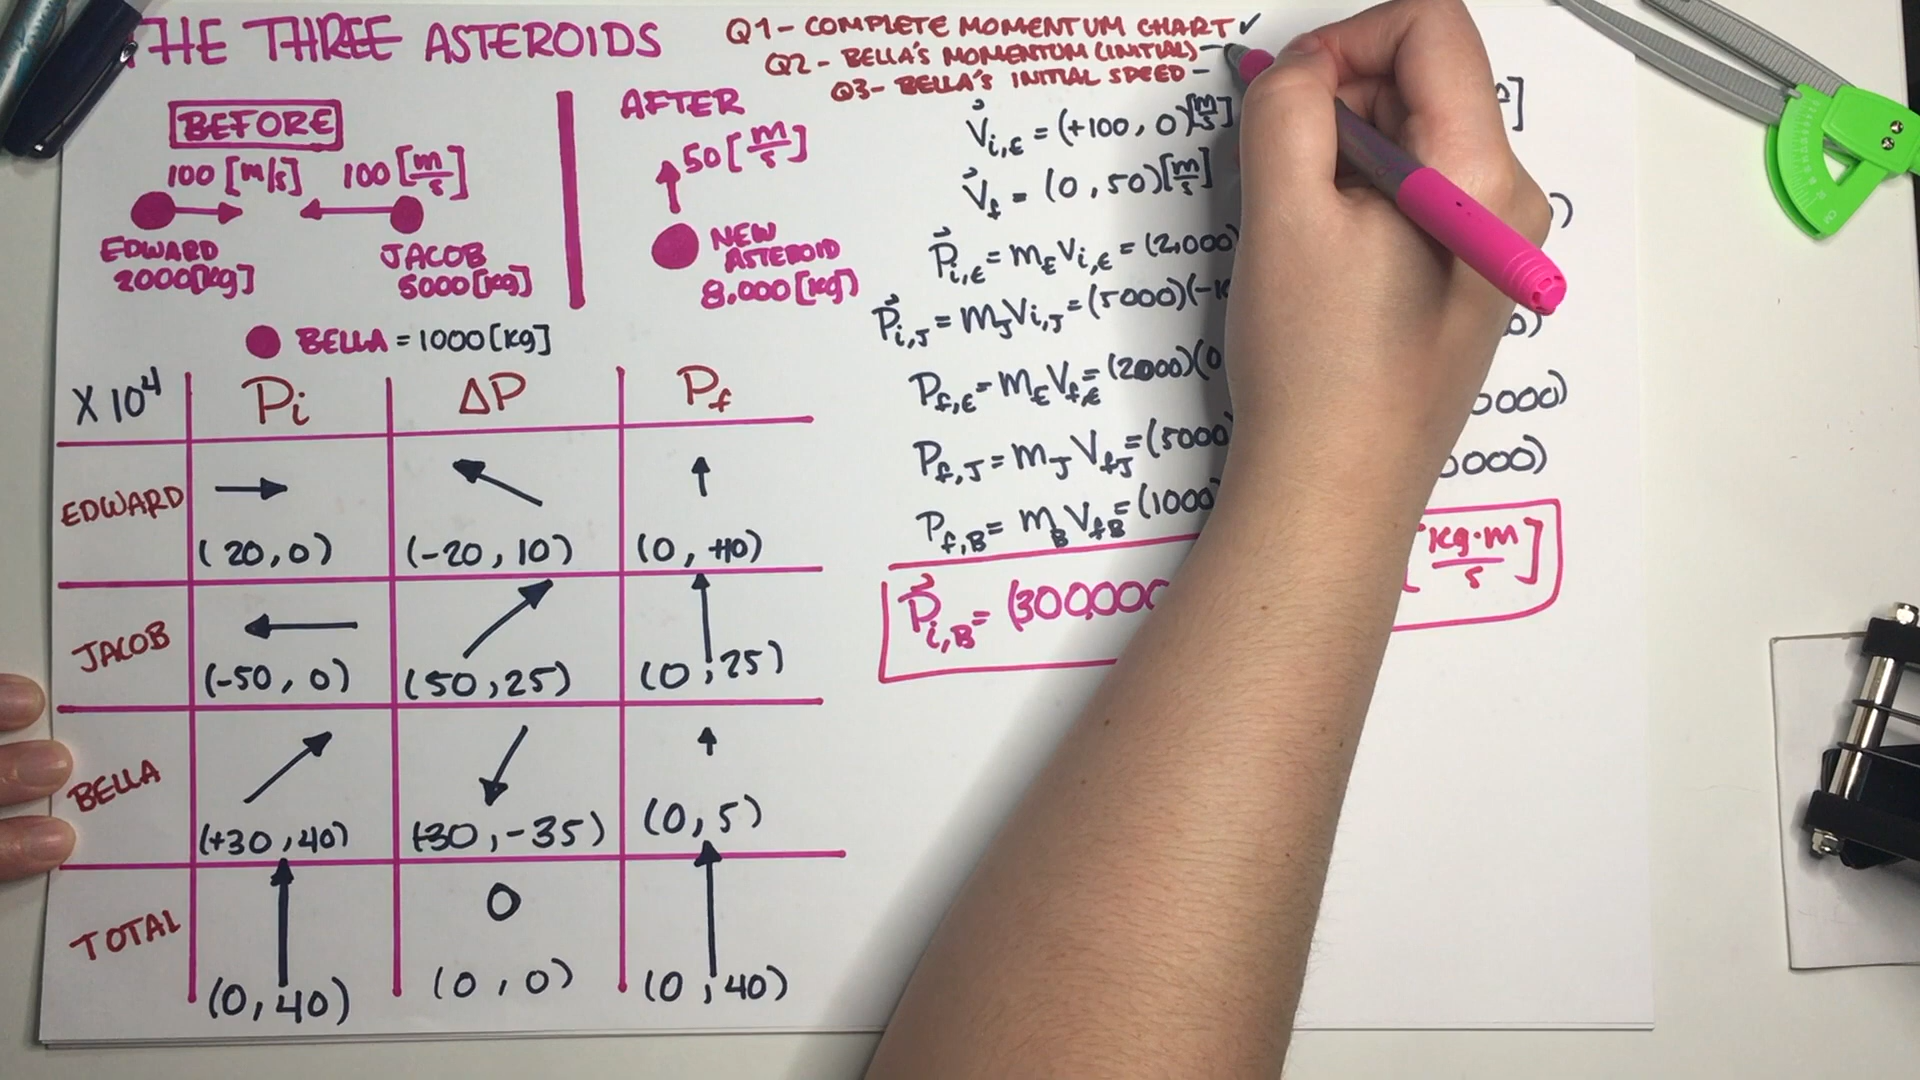 THE THREE ASTEROIDS
Q1- COMPLETE MOMENTUM CHART ✓
Q2 - BELLA'S MOMENTUM (INITIAL) -
Q3- BELLA'S INITIAL SPEED -
BEFORE
100 [m/s] 100 [m/s]
EDWARD JACOB
2000[kg] 5000[kg]
BELLA = 1000[kg]
AFTER
50 [m/s]
NEW
ASTEROID
8,000 [kg]
V⃗i,E = (+100, 0)[m/s]
V⃗f = (0, 50)[m/s]
P⃗i,E = mEVi,E = (2,000)
P⃗i,J = mJVi,J = (5000)(-1
Pf,E = mEVf,E = (2000)(0
Pf,J = mJVf,J = (5000
Pf,B = mBVf,B = (1000
P⃗i,B = (300,000 [kg·m/s]
X 10⁴ Pi ΔP Pf
EDWARD (20,0) (-20, 10) (0, +10)
JACOB (-50, 0) (50,25) (0,25)
BELLA (+30,40) (-30,-35) (0,5)
TOTAL 0
(0,40) (0,0) (0,40)